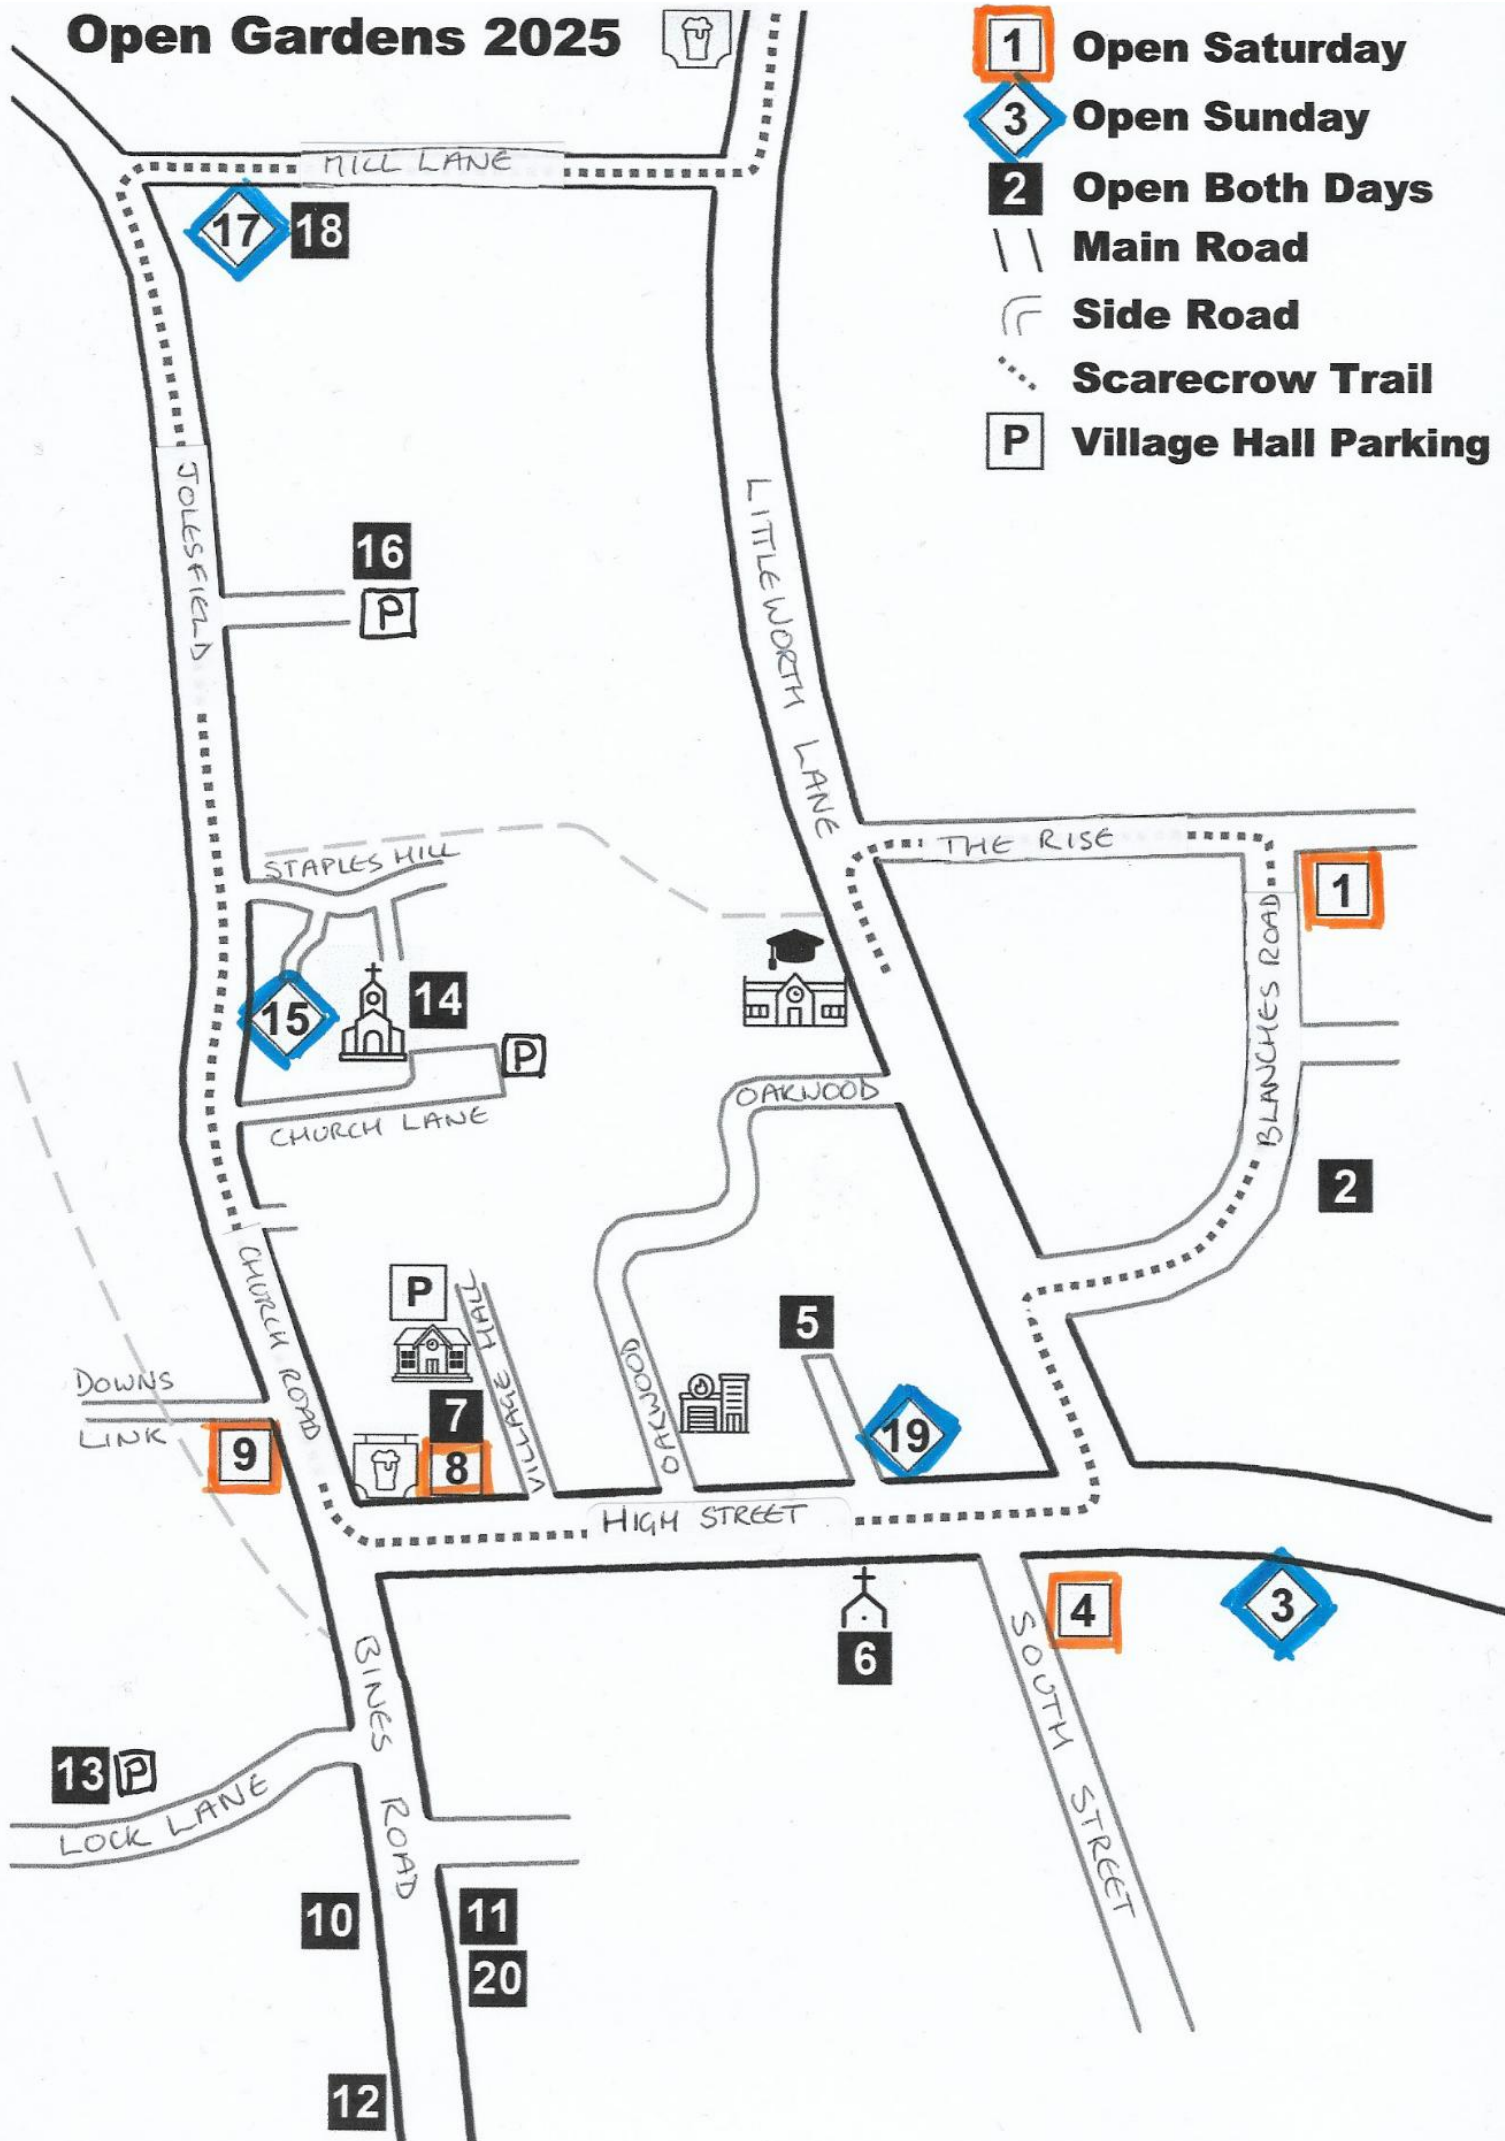 Open Gardens 2025
1 Open Saturday
3 Open Sunday
2 Open Both Days
Main Road
Side Road
Scarecrow Trail
P Village Hall Parking
MILL LANE
17 18
JOLESFIELD
LITTLEWORTH LANE
16
P
STAPLES HILL
THE RISE
1
BLANCHES ROAD
15
14
P
CHURCH LANE
OAKWOOD
2
CHURCH ROAD
P
VILLAGE HALL
5
OAKWOOD
DOWNS
LINK
7
8
9
19
HIGH STREET
6
4
3
SOUTH STREET
BINES ROAD
13 P
LOCK LANE
10
11
20
12